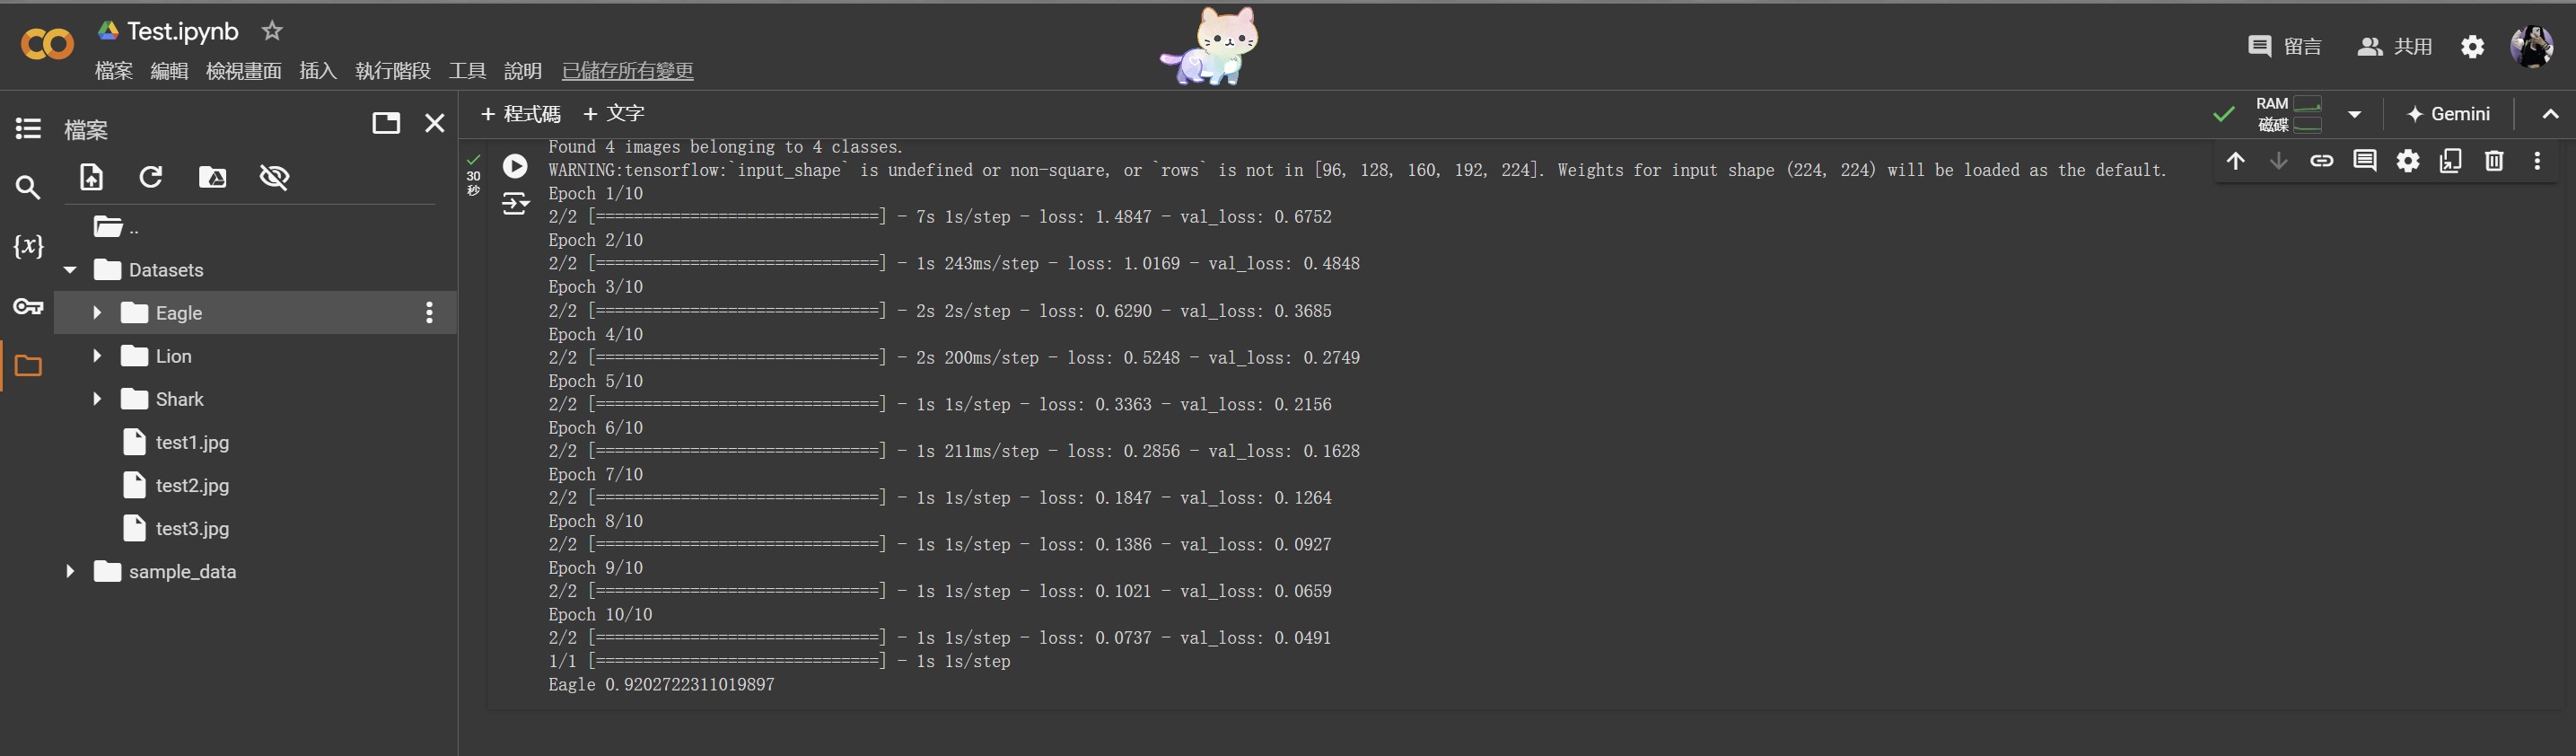 Test.ipynb
檔案 編輯 檢視畫面 插入 執行階段 工具 說明 已儲存所有變更
留言 共用
檔案
+ 程式碼 + 文字
RAM
磁碟
Gemini
{x}
..
Datasets
Eagle
Lion
Shark
test1.jpg
test2.jpg
test3.jpg
sample_data
30
秒
Found 4 images belonging to 4 classes.
WARNING:tensorflow:`input_shape` is undefined or non-square, or `rows` is not in [96, 128, 160, 192, 224]. Weights for input shape (224, 224) will be loaded as the default.
Epoch 1/10
2/2 [==============================] - 7s 1s/step - loss: 1.4847 - val_loss: 0.6752
Epoch 2/10
2/2 [==============================] - 1s 243ms/step - loss: 1.0169 - val_loss: 0.4848
Epoch 3/10
2/2 [==============================] - 2s 2s/step - loss: 0.6290 - val_loss: 0.3685
Epoch 4/10
2/2 [==============================] - 2s 200ms/step - loss: 0.5248 - val_loss: 0.2749
Epoch 5/10
2/2 [==============================] - 1s 1s/step - loss: 0.3363 - val_loss: 0.2156
Epoch 6/10
2/2 [==============================] - 1s 211ms/step - loss: 0.2856 - val_loss: 0.1628
Epoch 7/10
2/2 [==============================] - 1s 1s/step - loss: 0.1847 - val_loss: 0.1264
Epoch 8/10
2/2 [==============================] - 1s 1s/step - loss: 0.1386 - val_loss: 0.0927
Epoch 9/10
2/2 [==============================] - 1s 1s/step - loss: 0.1021 - val_loss: 0.0659
Epoch 10/10
2/2 [==============================] - 1s 1s/step - loss: 0.0737 - val_loss: 0.0491
1/1 [==============================] - 1s 1s/step
Eagle 0.9202722311019897